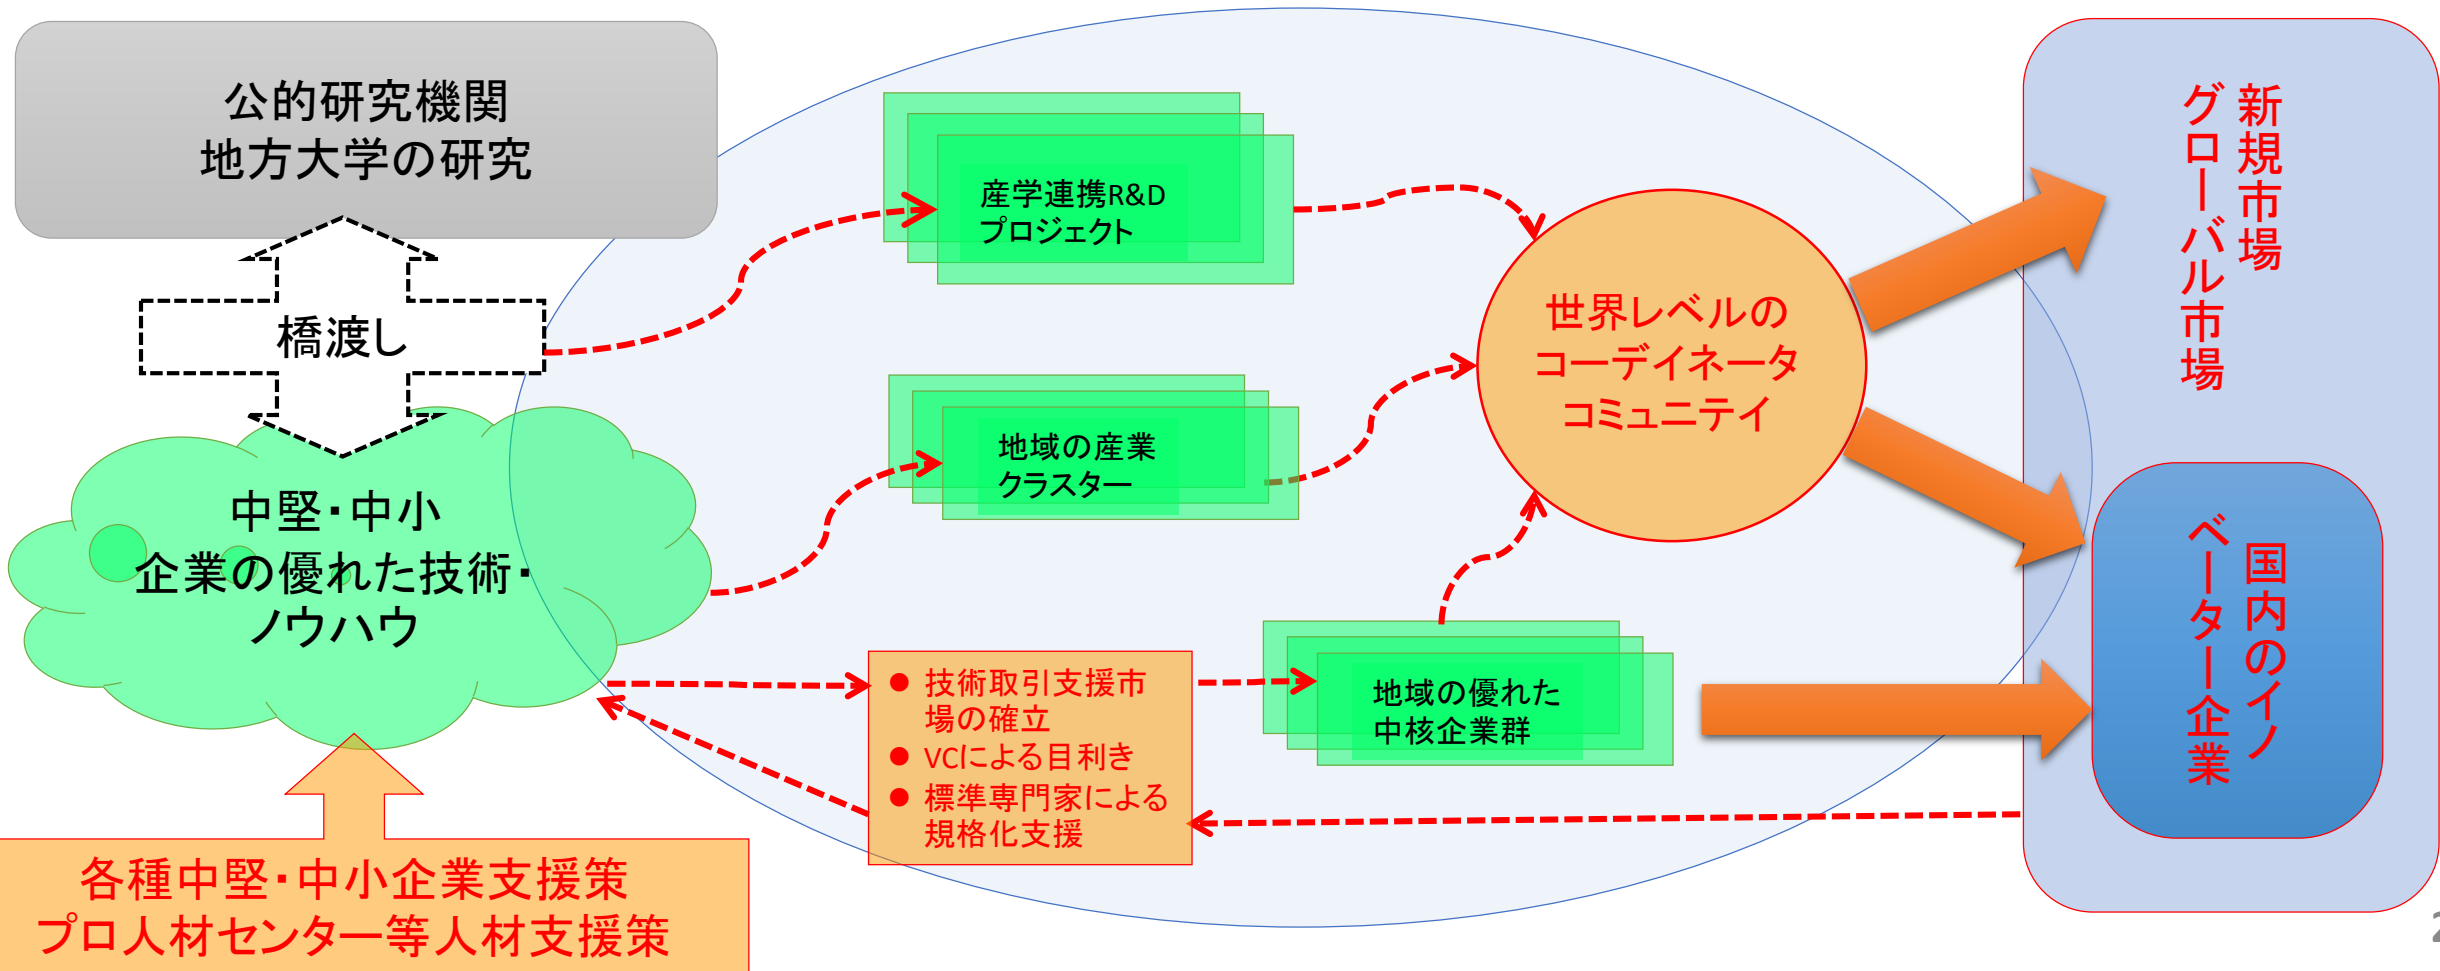 公的研究機関
地方大学の研究
橋渡し
中堅・中小
企業の優れた技術・
ノウハウ
各種中堅・中小企業支援策
プロ人材センター等人材支援策
産学連携R&D
プロジェクト
地域の産業
クラスター
● 技術取引支援市
場の確立
● VCによる目利き
● 標準専門家による
規格化支援
地域の優れた
中核企業群
世界レベルの
コーデイネータ
コミュニテイ
新規市場
グローバル市場
国内のイノ
ベーター企業